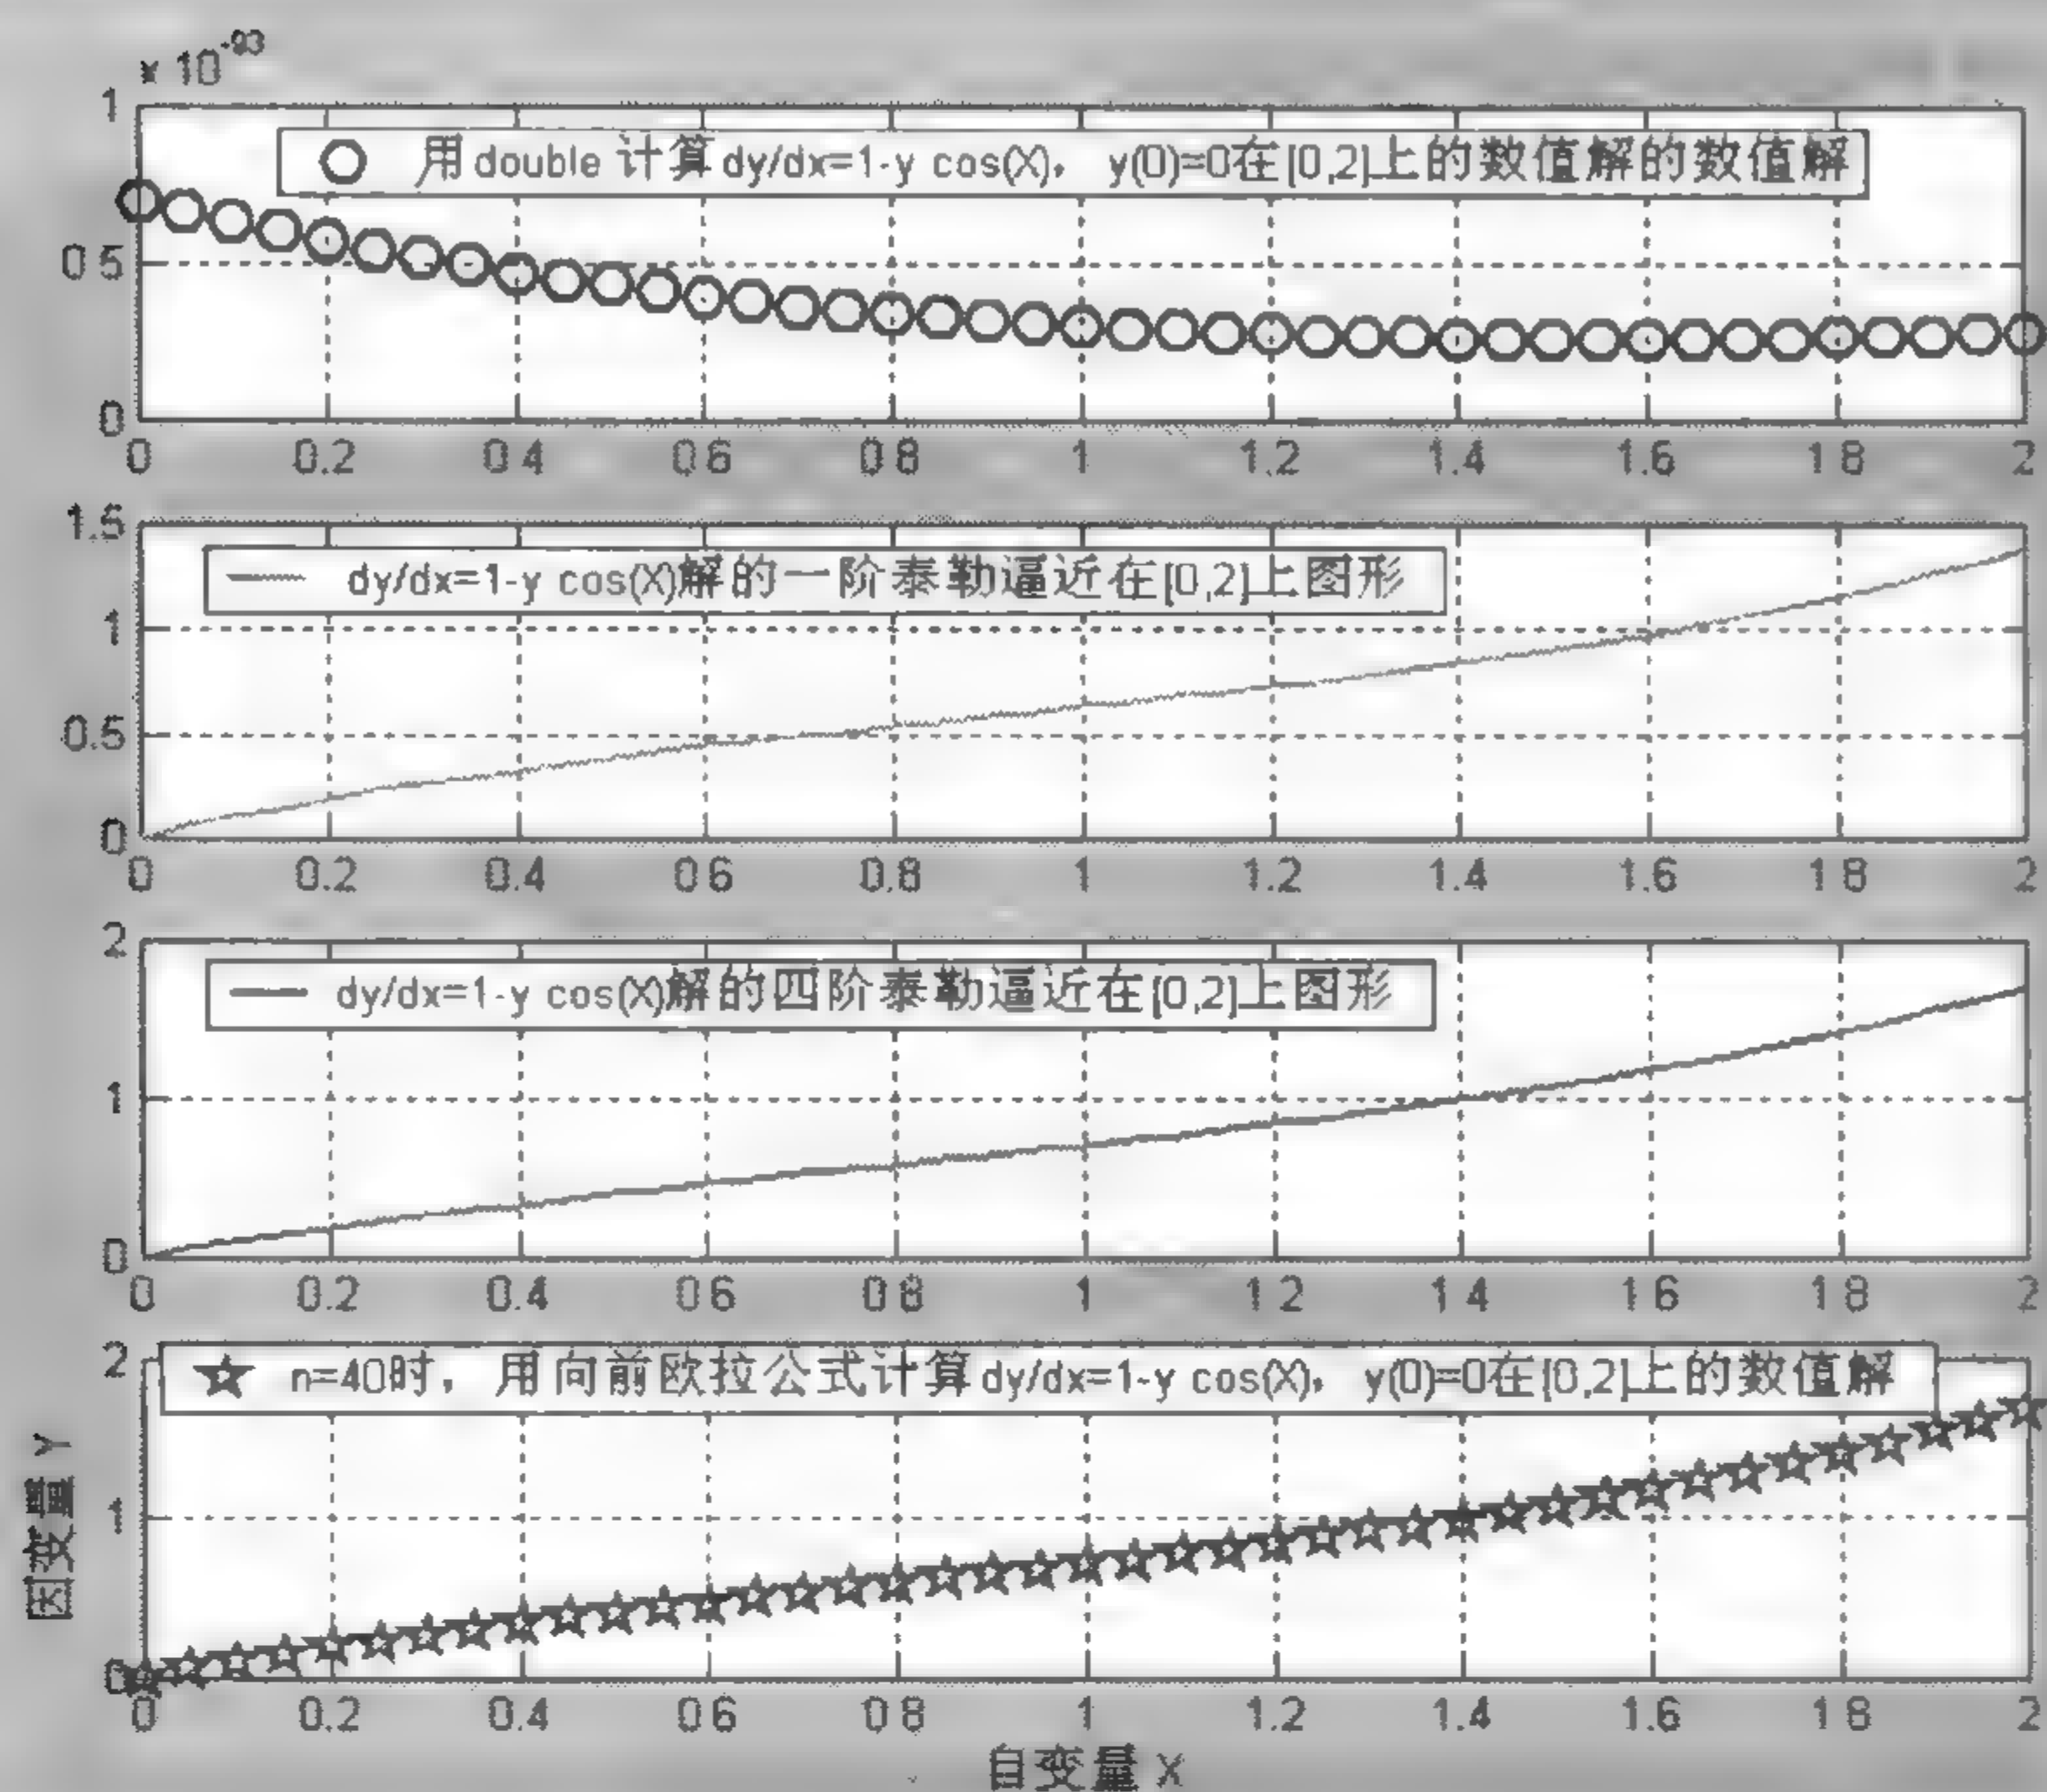 x 10^-93
1
0 5
0
用double 计算dy/dx=1-y cos(X), y(0)=0在[0,2]上的数值解的数值解
0 0.2 0 4 0 6 0 8 1 1.2 1.4 1.6 1 8 2
1.5
1
0.5
0
dy/dx=1-y cos(X)解的一阶泰勒逼近在[0,2]上图形
0 0.2 0.4 0 6 0.8 1 1.2 1.4 1.6 1 8 2
2
1
0
dy/dx=1-y cos(X)解的四阶泰勒逼近在[0,2]上图形
0 0.2 0.4 0 6 0 8 1 1 2 1 4 1 6 1 8 2
2
1
0
n=40时, 用向前欧拉公式计算dy/dx=1-y cos(X), y(0)=0在[0,2]上的数值解
因变量 Y
0 0.2 0.4 0 6 0 8 1 1.2 1.4 1.6 1 8 2
自变量 X